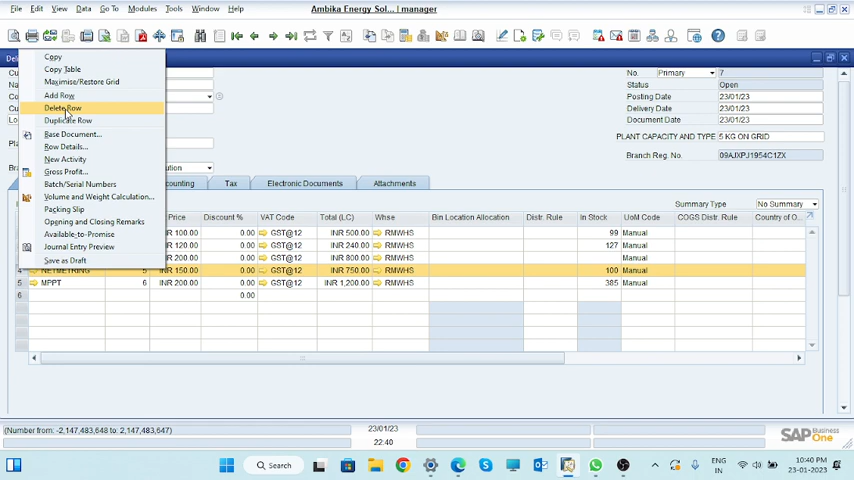 Ambika Energy Sol... | manager
File Edit View Data Go To Modules Tools Window Help
Copy
Copy Table
Maximise/Restore Grid
Add Row
Delete Row
Duplicate Row
Base Document...
Row Details...
New Activity
Gross Profit...
Batch/Serial Numbers
Volume and Weight Calculation...
Packing Slip
Opening and Closing Remarks
Available-to-Promise
Journal Entry Preview
Save as Draft
No. Primary 7
Status Open
Posting Date 23/01/23
Delivery Date 23/01/23
Document Date 23/01/23
PLANT CAPACITY AND TYPE 5 KG ON GRID
Branch Reg. No. 09AJXPJ1954C1ZX
Tax Electronic Documents Attachments
Summary Type No Summary
Price Discount % VAT Code Total (LC) Whse Bin Location Allocation Distr. Rule In Stock UoM Code COGS Distr. Rule Country of O...
INR 100.00 0.00 GST@12 INR 500.00 RMWHS 99 Manual
INR 120.00 0.00 GST@12 INR 240.00 RMWHS 127 Manual
INR 200.00 0.00 GST@12 INR 800.00 RMWHS Manual
4 NETMETRING 5 INR 150.00 0.00 GST@12 INR 750.00 RMWHS 100 Manual
5 MPPT 6 INR 200.00 0.00 GST@12 INR 1,200.00 RMWHS 385 Manual
6 0.00
(Number from: -2,147,483,648 to: 2,147,483,647)
23/01/23
22:40
SAP Business One
Search
ENG
IN
10:40 PM
23-01-2023